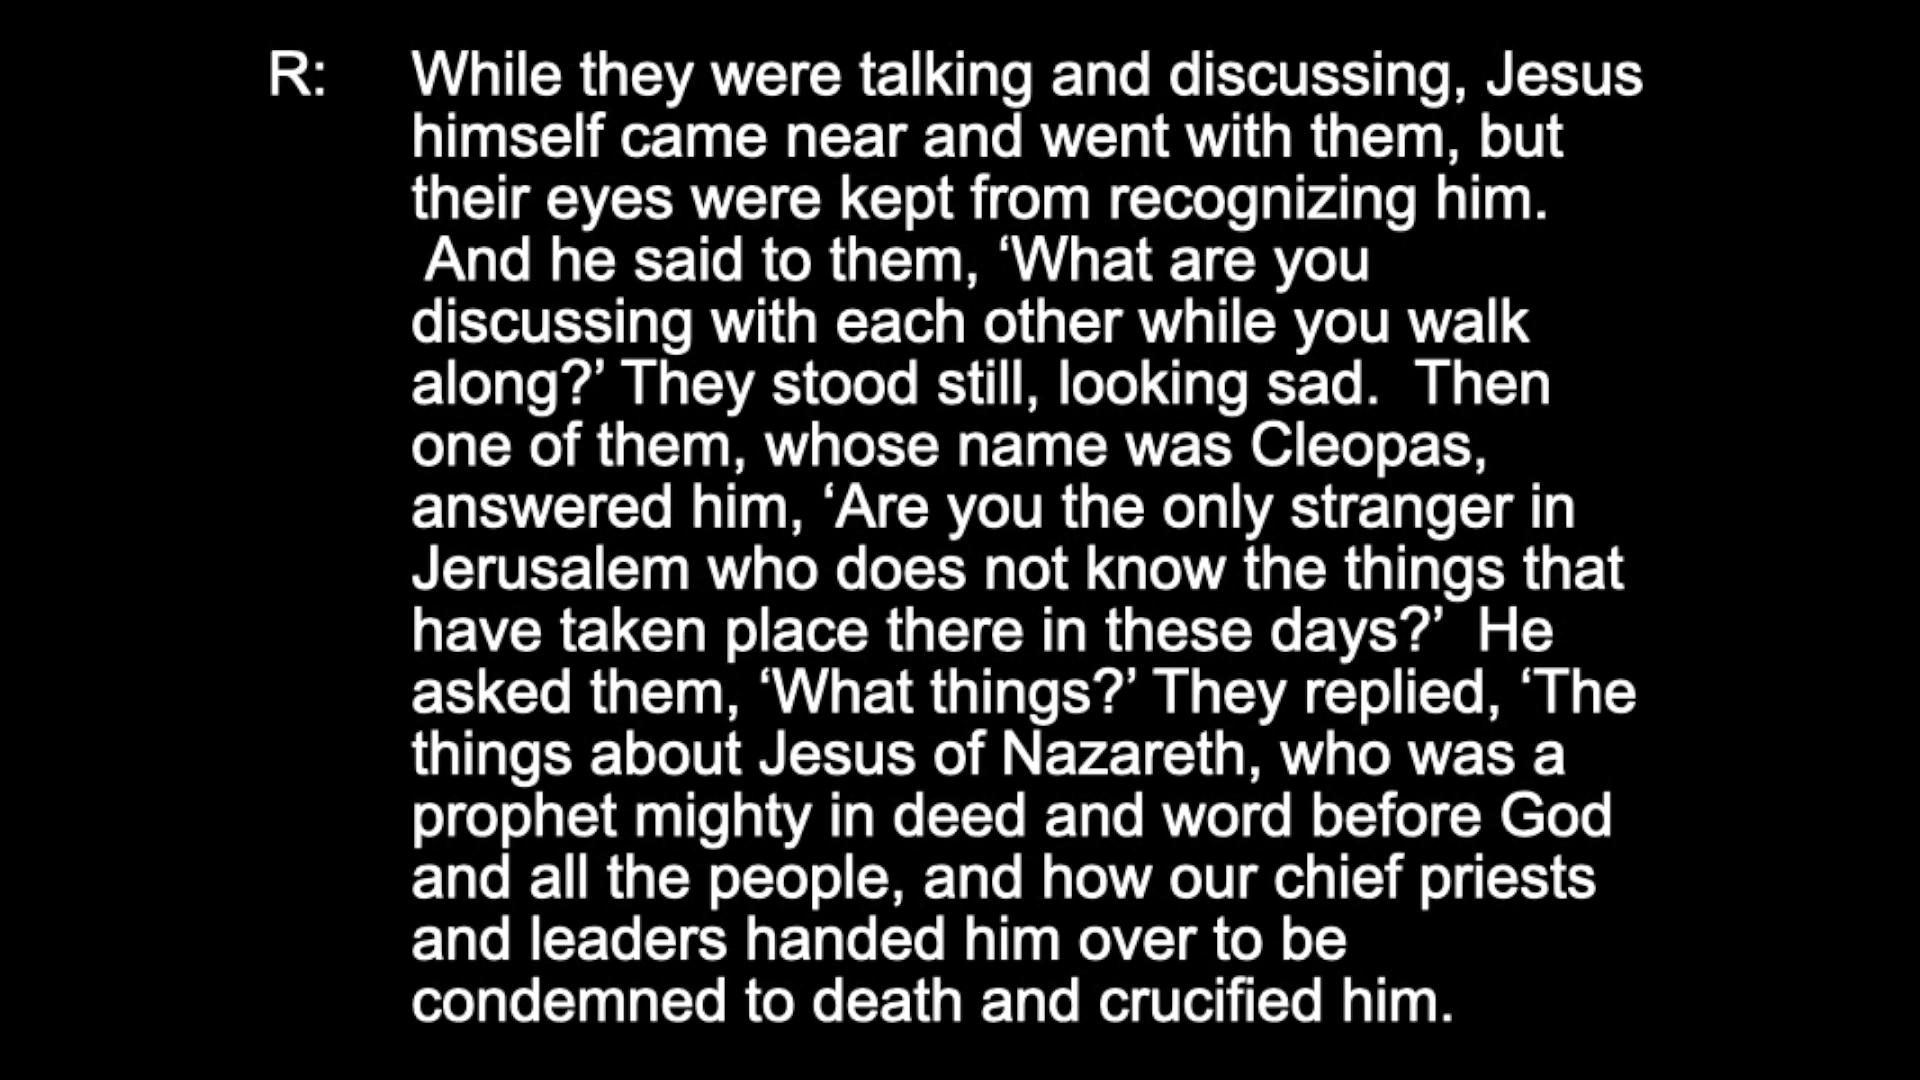 R: While they were talking and discussing, Jesus
himself came near and went with them, but
their eyes were kept from recognizing him.
And he said to them, ‘What are you
discussing with each other while you walk
along?’ They stood still, looking sad.  Then
one of them, whose name was Cleopas,
answered him, ‘Are you the only stranger in
Jerusalem who does not know the things that
have taken place there in these days?’  He
asked them, ‘What things?’ They replied, ‘The
things about Jesus of Nazareth, who was a
prophet mighty in deed and word before God
and all the people, and how our chief priests
and leaders handed him over to be
condemned to death and crucified him.